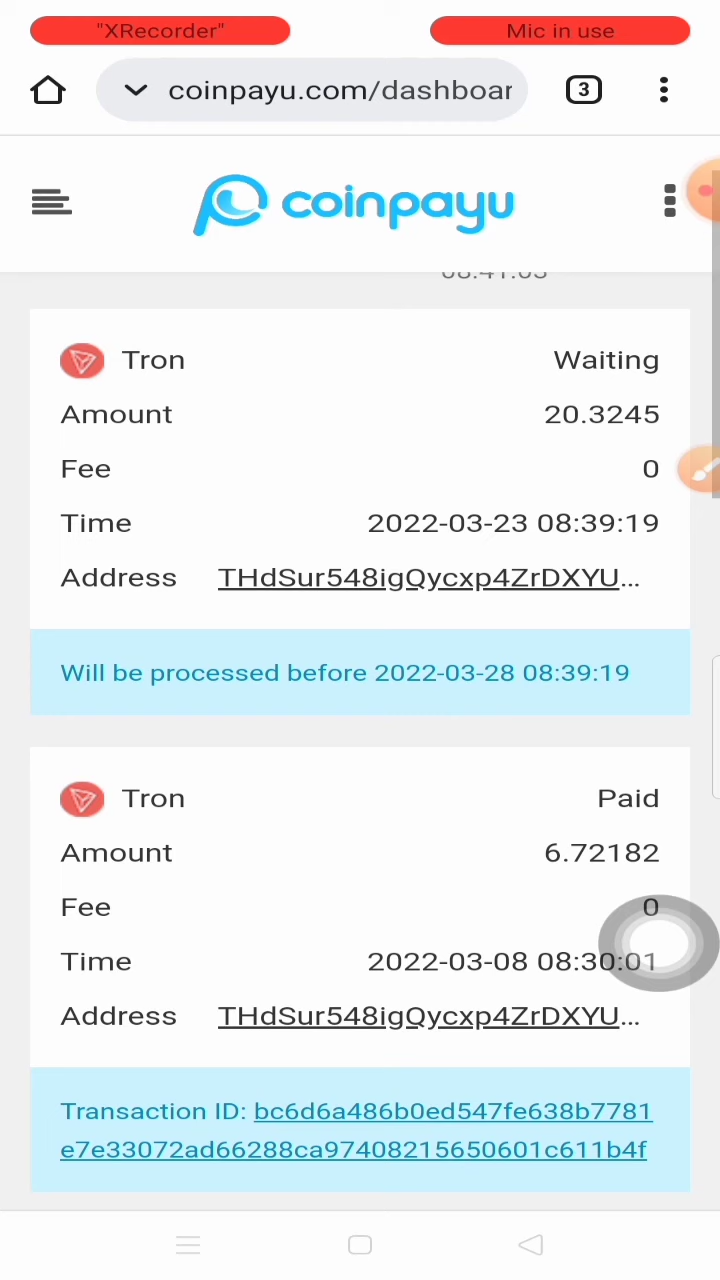 "XRecorder" Mic in use
coinpayu.com/dashboar 3
coinpayu
Tron Waiting
Amount 20.3245
Fee 0
Time 2022-03-23 08:39:19
Address THdSur548igQycxp4ZrDXYU...
Will be processed before 2022-03-28 08:39:19
Tron Paid
Amount 6.72182
Fee 0
Time 2022-03-08 08:30:01
Address THdSur548igQycxp4ZrDXYU...
Transaction ID: bc6d6a486b0ed547fe638b7781
e7e33072ad66288ca97408215650601c611b4f